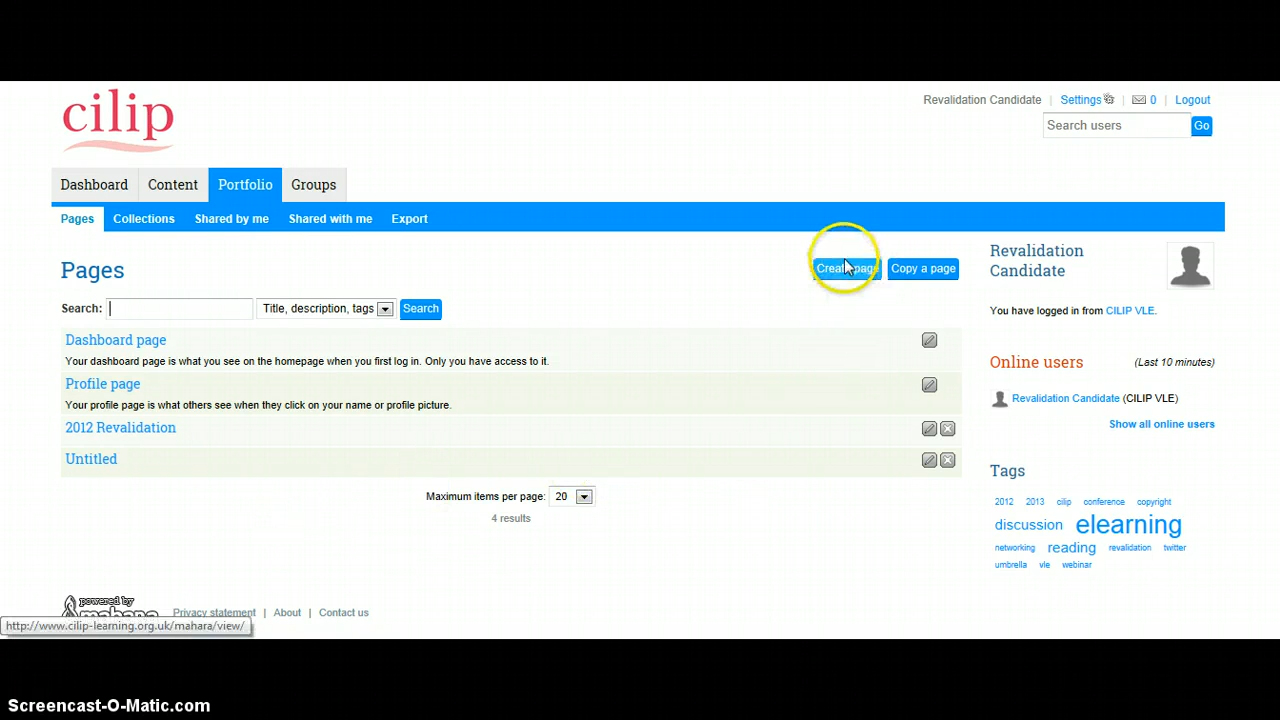 cilip
Revalidation Candidate | Settings | 0 | Logout
Search users Go
Dashboard Content Portfolio Groups
Pages Collections Shared by me Shared with me Export
Pages
Create page Copy a page
Revalidation
Candidate
Search: Title, description, tags Search
You have logged in from CILIP VLE.
Dashboard page
Your dashboard page is what you see on the homepage when you first log in. Only you have access to it.
Online users (Last 10 minutes)
Profile page
Your profile page is what others see when they click on your name or profile picture.
Revalidation Candidate (CILIP VLE)
Show all online users
2012 Revalidation
Untitled
Tags
Maximum items per page: 20
4 results
2012 2013 cilip conference copyright
discussion elearning
networking reading revalidation twitter
umbrella vle webinar
powered by
mahara
Privacy statement | About | Contact us
http://www.cilip-learning.org.uk/mahara/view/
Screencast-O-Matic.com